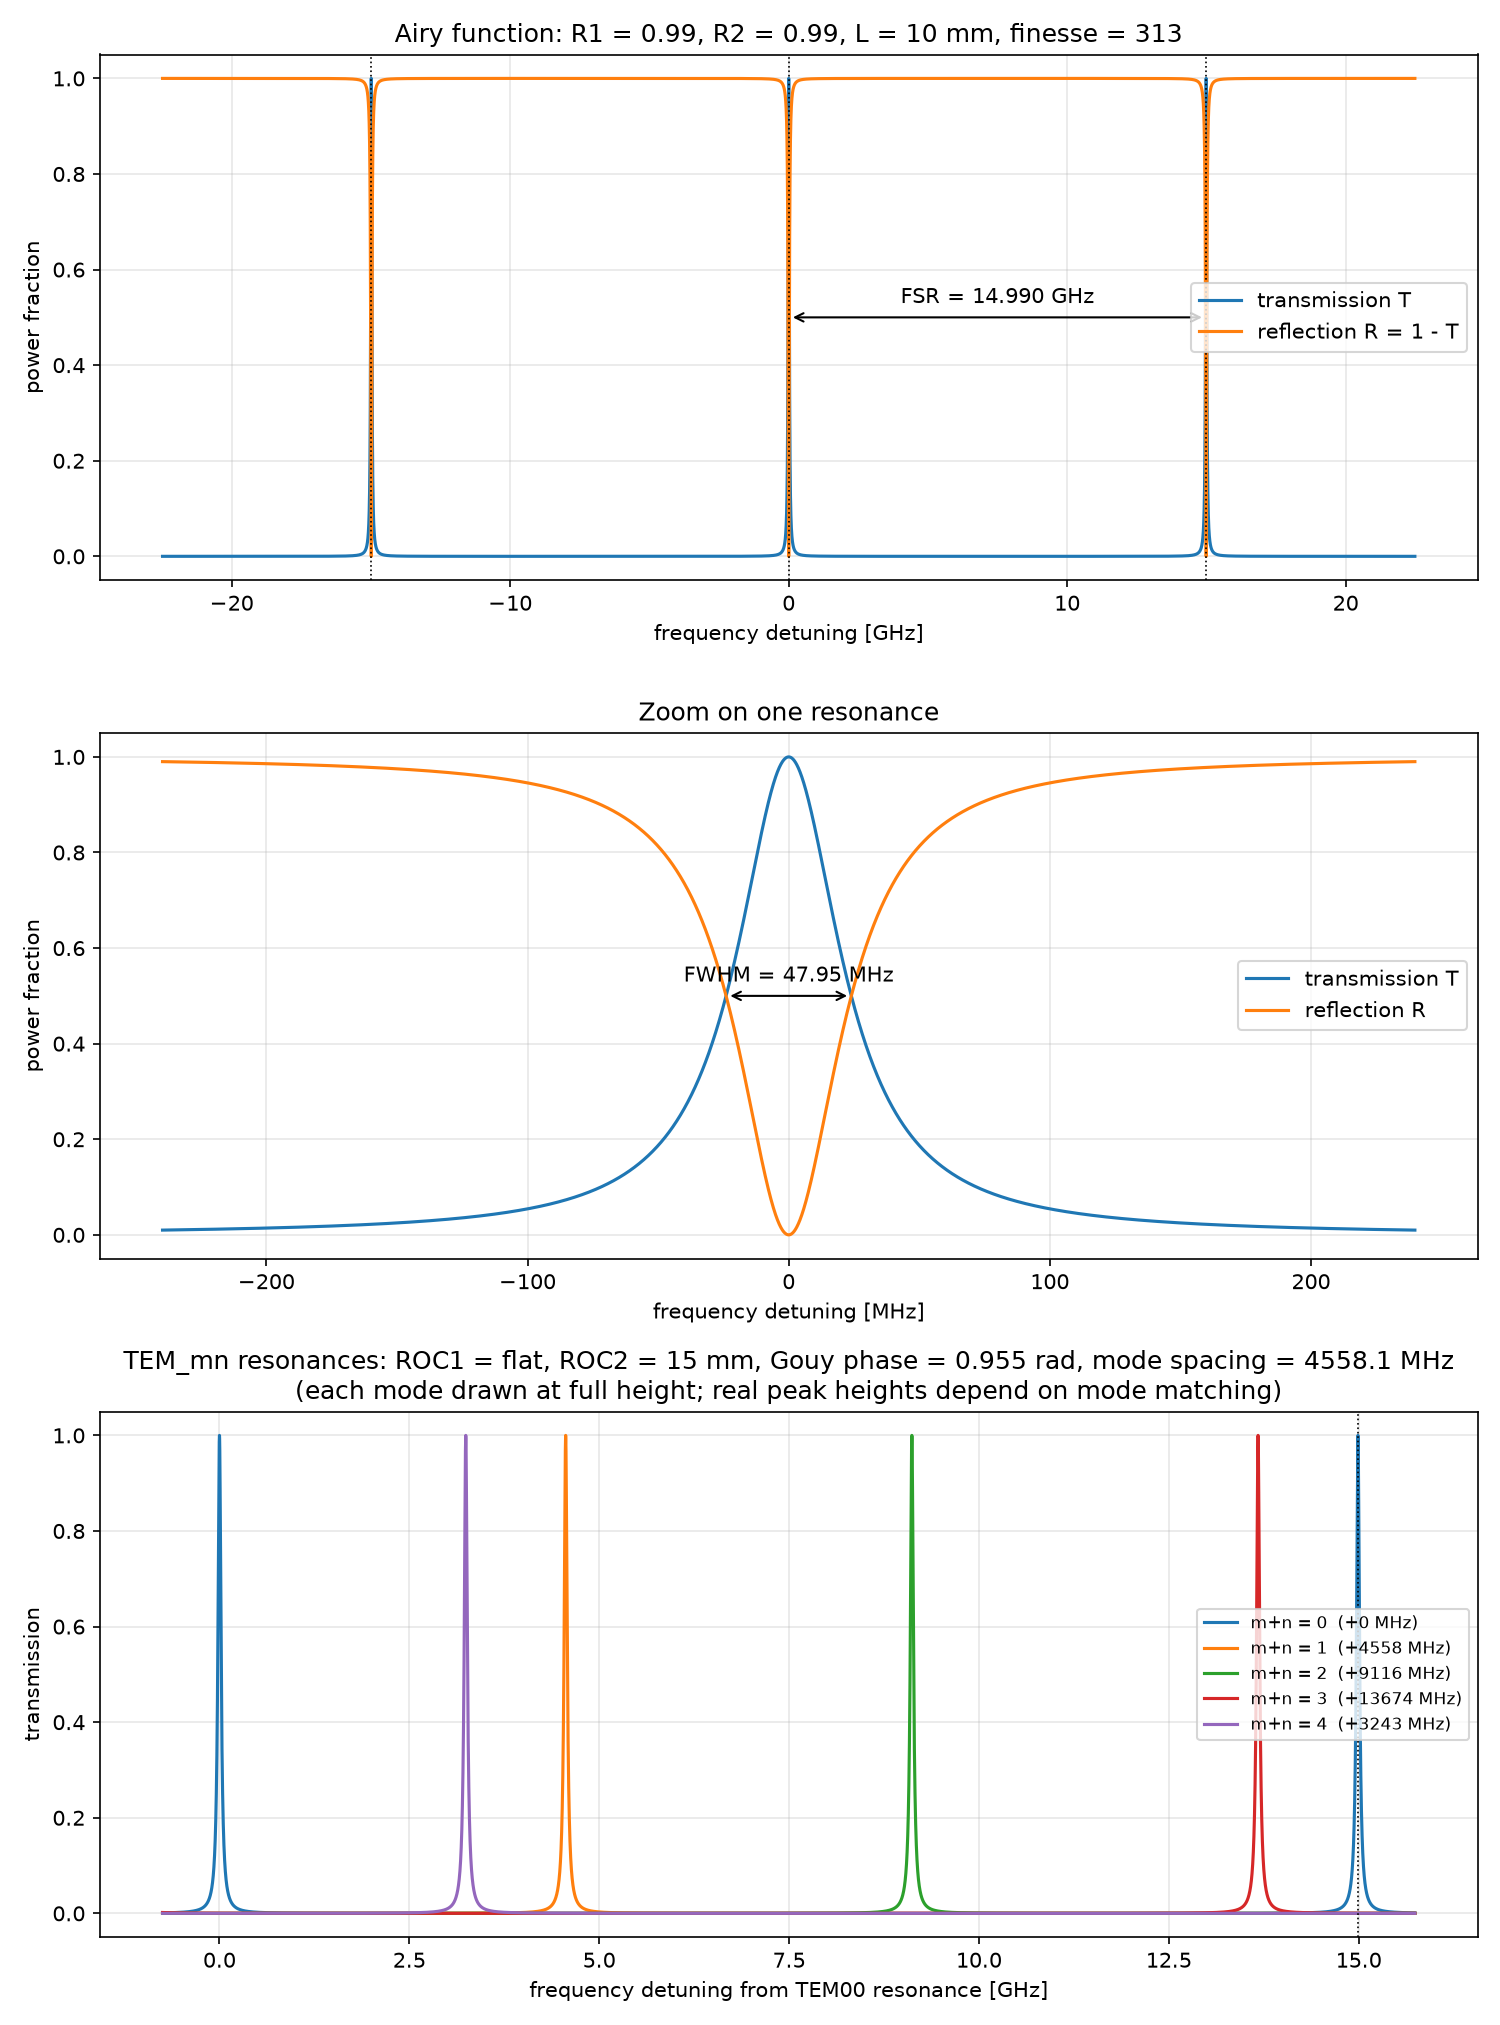 Airy function: R1 = 0.99, R2 = 0.99, L = 10 mm, finesse = 313
power fraction
1.0
0.8
0.6
0.4
0.2
0.0
FSR = 14.990 GHz
transmission T
reflection R = 1 - T
−20
−10
0
10
20
frequency detuning [GHz]
Zoom on one resonance
power fraction
1.0
0.8
0.6
0.4
0.2
0.0
FWHM = 47.95 MHz
transmission T
reflection R
−200
−100
0
100
200
frequency detuning [MHz]
TEM_mn resonances: ROC1 = flat, ROC2 = 15 mm, Gouy phase = 0.955 rad, mode spacing = 4558.1 MHz
(each mode drawn at full height; real peak heights depend on mode matching)
transmission
1.0
0.8
0.6
0.4
0.2
0.0
m+n = 0 (+0 MHz)
m+n = 1 (+4558 MHz)
m+n = 2 (+9116 MHz)
m+n = 3 (+13674 MHz)
m+n = 4 (+3243 MHz)
0.0
2.5
5.0
7.5
10.0
12.5
15.0
frequency detuning from TEM00 resonance [GHz]